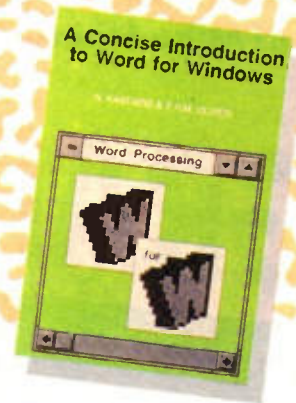 A Concise Introduction
to Word for Windows
Word Processing
for
W